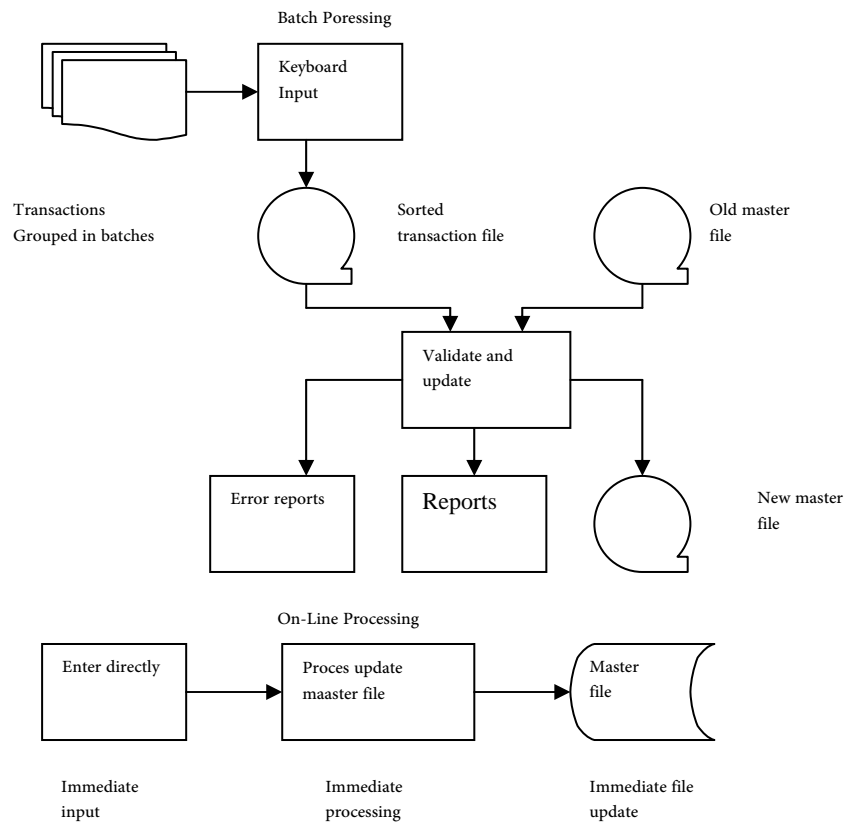 Batch Poressing
Keyboard
Input
Transactions
Grouped in batches
Sorted
transaction file
Old master
file
Validate and
update
Error reports
Reports
New master
file
On-Line Processing
Enter directly
Proces update
maaster file
Master
file
Immediate
input
Immediate
processing
Immediate file
update